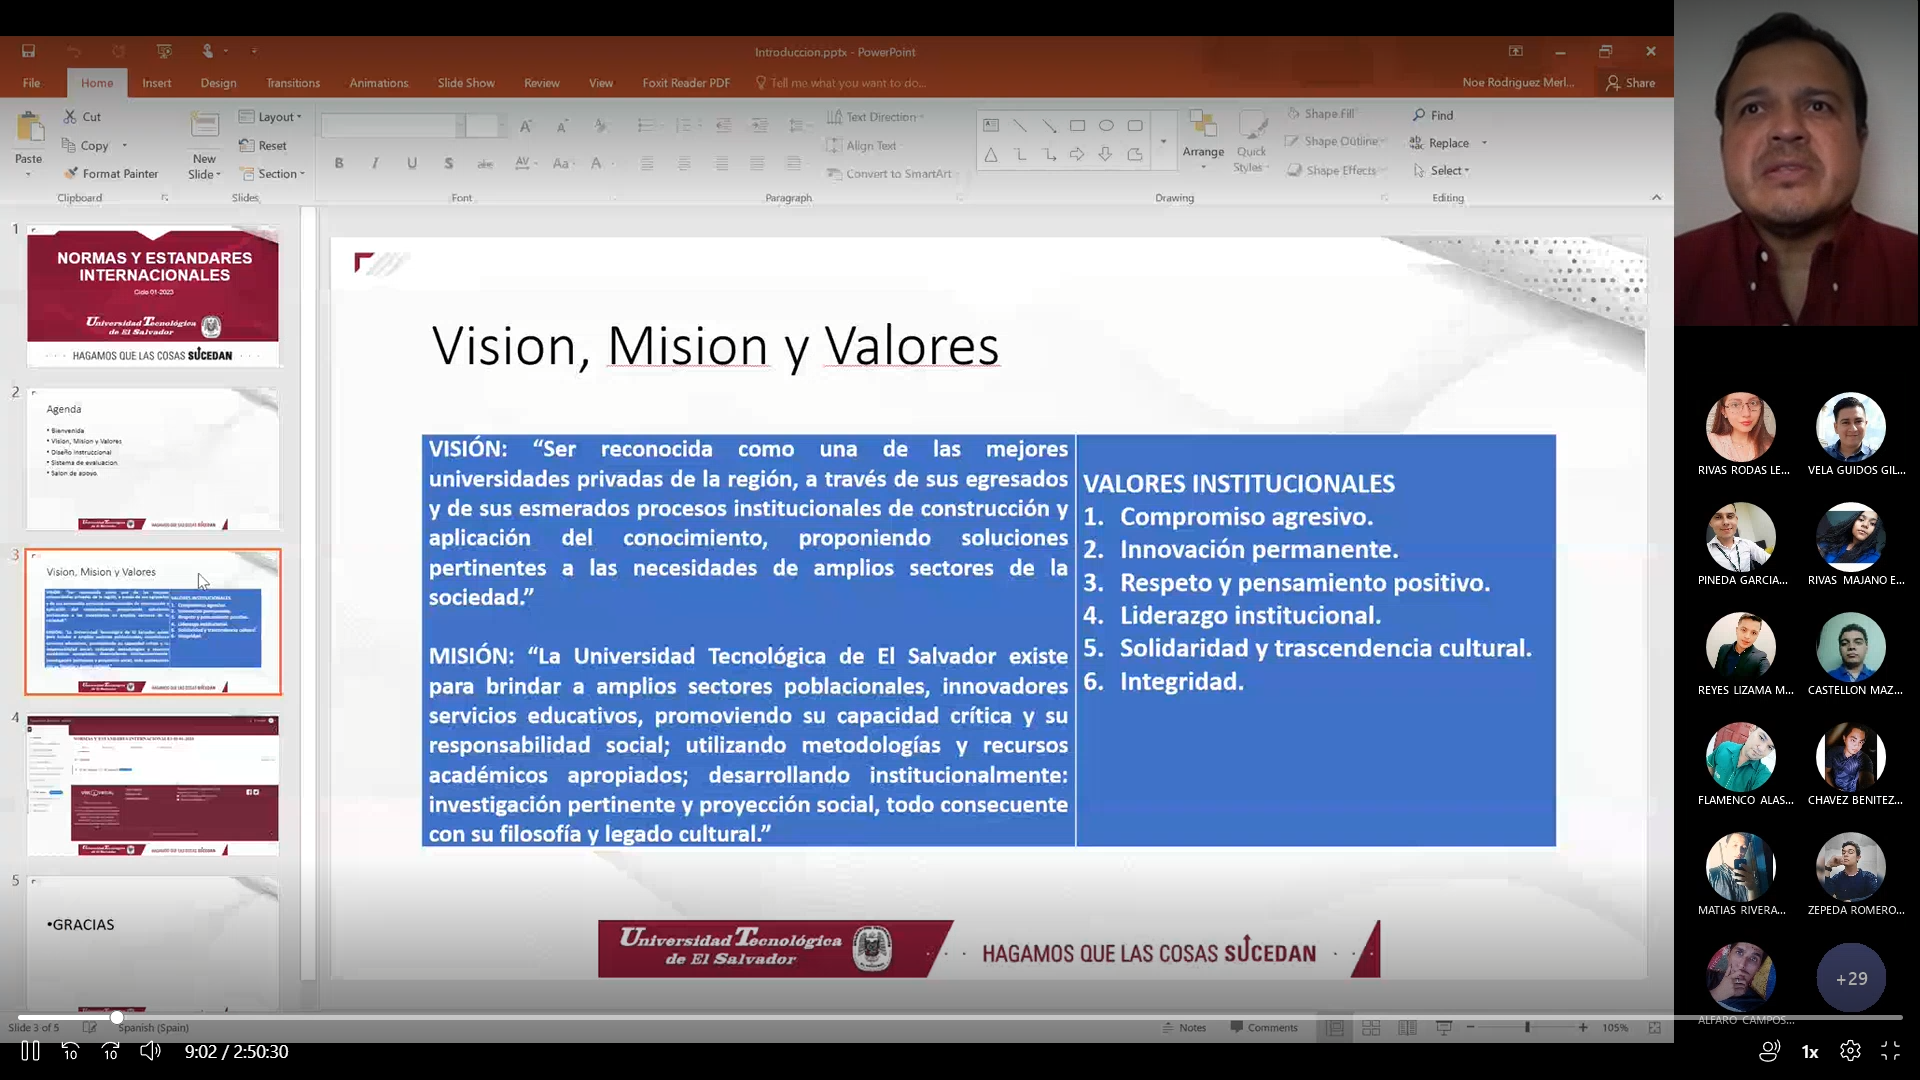 Introduccion.pptx - PowerPoint
File Home Insert Design Transitions Animations Slide Show Review View Foxit Reader PDF Tell me what you want to do... Noe Rodriguez Merl... Share
Paste
Cut
Copy
Format Painter
Clipboard
New Slide
Layout
Reset
Section
Slides
Font
Text Direction
Align Text
Convert to SmartArt
Paragraph
Arrange
Quick Styles
Shape Fill
Shape Outline
Shape Effects
Drawing
Find
Replace
Select
Editing
1
NORMAS Y ESTANDARES
INTERNACIONALES
Ciclo 01-2023
Universidad Tecnológica
de El Salvador
HAGAMOS QUE LAS COSAS SUCEDAN
2
Agenda
• Bienvenida
• Vision, Mision y Valores
• Diseño instruccional
• Sistema de evaluacion.
• Salon de apoyo.
3
Vision, Mision y Valores
4
5
•GRACIAS
Vision, Mision y Valores
VISIÓN: “Ser reconocida como una de las mejores
universidades privadas de la región, a través de sus egresados
y de sus esmerados procesos institucionales de construcción y
aplicación del conocimiento, proponiendo soluciones
pertinentes a las necesidades de amplios sectores de la
sociedad.”
MISIÓN: “La Universidad Tecnológica de El Salvador existe
para brindar a amplios sectores poblacionales, innovadores
servicios educativos, promoviendo su capacidad crítica y su
responsabilidad social; utilizando metodologías y recursos
académicos apropiados; desarrollando institucionalmente:
investigación pertinente y proyección social, todo consecuente
con su filosofía y legado cultural.”
VALORES INSTITUCIONALES
1. Compromiso agresivo.
2. Innovación permanente.
3. Respeto y pensamiento positivo.
4. Liderazgo institucional.
5. Solidaridad y trascendencia cultural.
6. Integridad.
Universidad Tecnológica
de El Salvador
HAGAMOS QUE LAS COSAS SUCEDAN
RIVAS RODAS LE...
VELA GUIDOS GIL...
PINEDA GARCIA...
RIVAS MAJANO E...
REYES LIZAMA M...
CASTELLON MAZ...
FLAMENCO ALAS...
CHAVEZ BENITEZ...
MATIAS RIVERA...
ZEPEDA ROMERO...
ALFARO CAMPOS...
+29
Slide 3 of 5 Spanish (Spain) Notes Comments 105%
10 10 9:02 / 2:50:30 1x